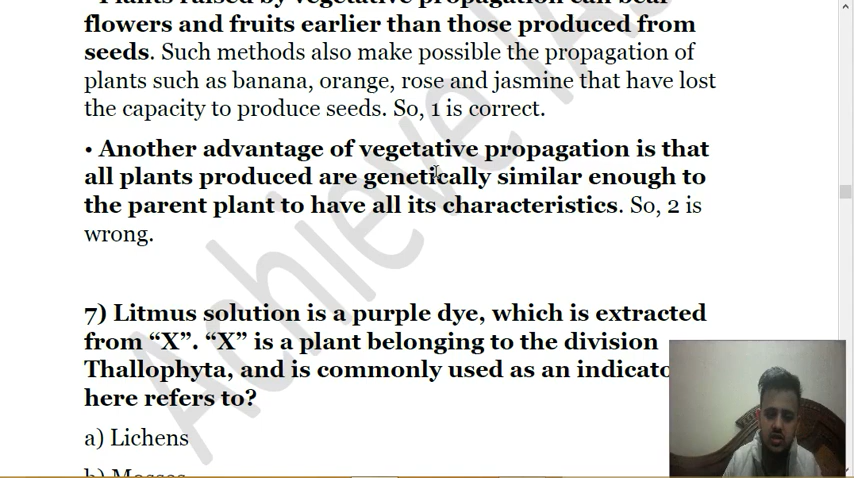 flowers and fruits earlier than those produced from
seeds. Such methods also make possible the propagation of
plants such as banana, orange, rose and jasmine that have lost
the capacity to produce seeds. So, 1 is correct.
• Another advantage of vegetative propagation is that
all plants produced are genetically similar enough to
the parent plant to have all its characteristics. So, 2 is
wrong.
7) Litmus solution is a purple dye, which is extracted
from “X”. “X” is a plant belonging to the division
Thallophyta, and is commonly used as an indicato
here refers to?
a) Lichens
Achieve IA